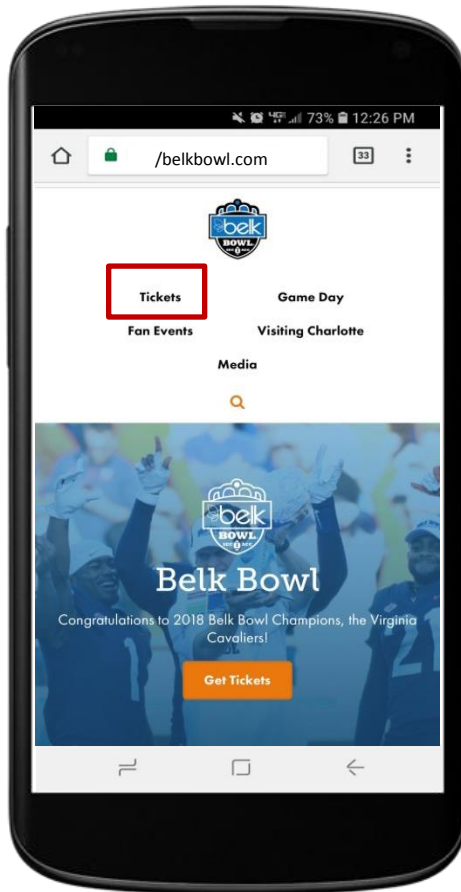 73% 12:26 PM
/belkbowl.com
33
belk
BOWL
Tickets Game Day
Fan Events Visiting Charlotte
Media
belk
BOWL
Belk Bowl
Congratulations to 2018 Belk Bowl Champions, the Virginia
Cavaliers!
Get Tickets